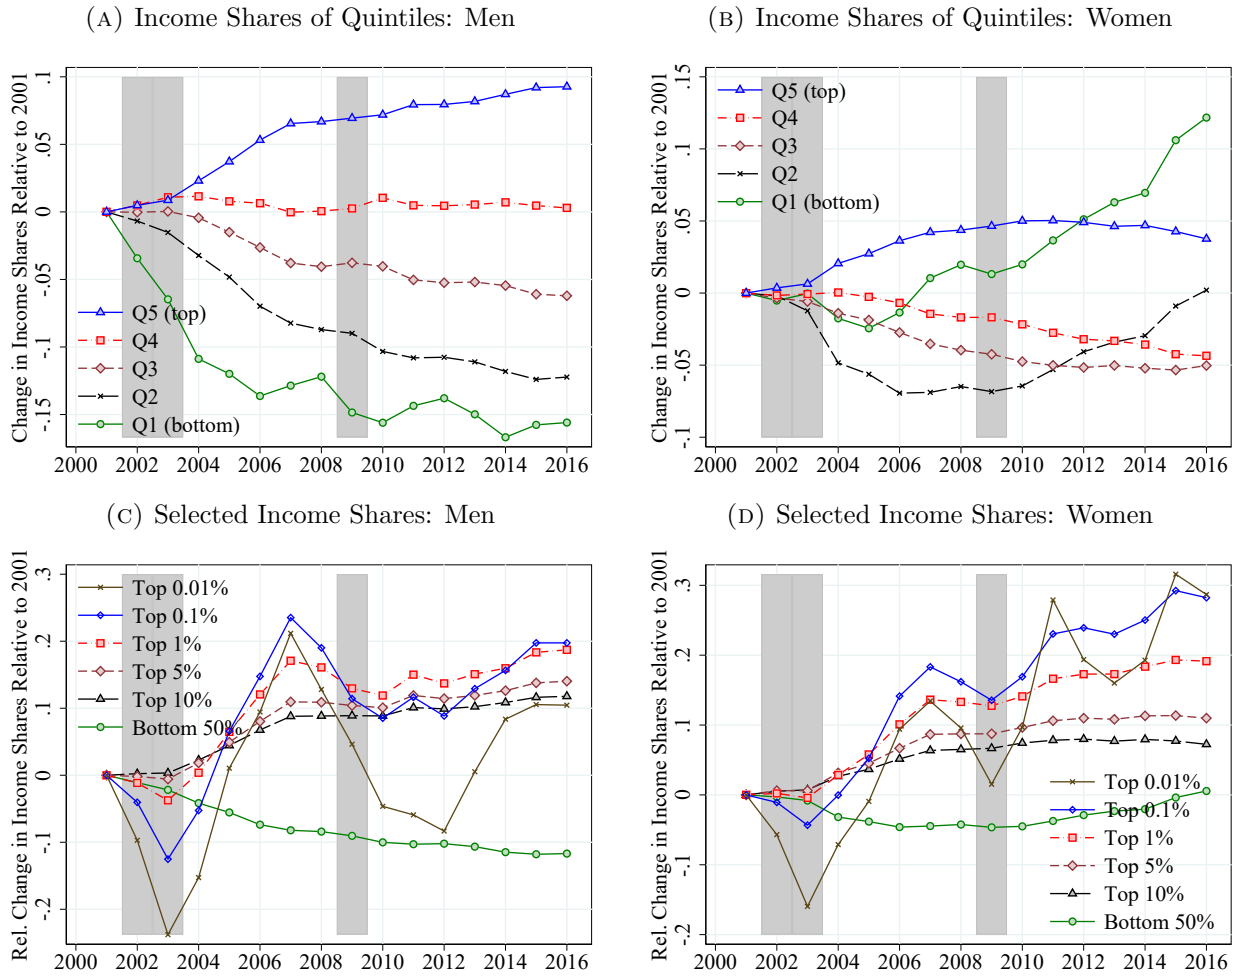 (A) Income Shares of Quintiles: Men
Change in Income Shares Relative to 2001
.1
.05
0
-.05
-.1
-.15
Q5 (top)
Q4
Q3
Q2
Q1 (bottom)
2000 2002 2004 2006 2008 2010 2012 2014 2016
(B) Income Shares of Quintiles: Women
Change in Income Shares Relative to 2001
.15
.1
.05
0
-.05
-.1
Q5 (top)
Q4
Q3
Q2
Q1 (bottom)
2000 2002 2004 2006 2008 2010 2012 2014 2016
(C) Selected Income Shares: Men
Rel. Change in Income Shares Relative to 2001
.3
.2
.1
0
-.1
-.2
Top 0.01%
Top 0.1%
Top 1%
Top 5%
Top 10%
Bottom 50%
2000 2002 2004 2006 2008 2010 2012 2014 2016
(D) Selected Income Shares: Women
Rel. Change in Income Shares Relative to 2001
.3
.2
.1
0
-.1
-.2
Top 0.01%
Top 0.1%
Top 1%
Top 5%
Top 10%
Bottom 50%
2000 2002 2004 2006 2008 2010 2012 2014 2016